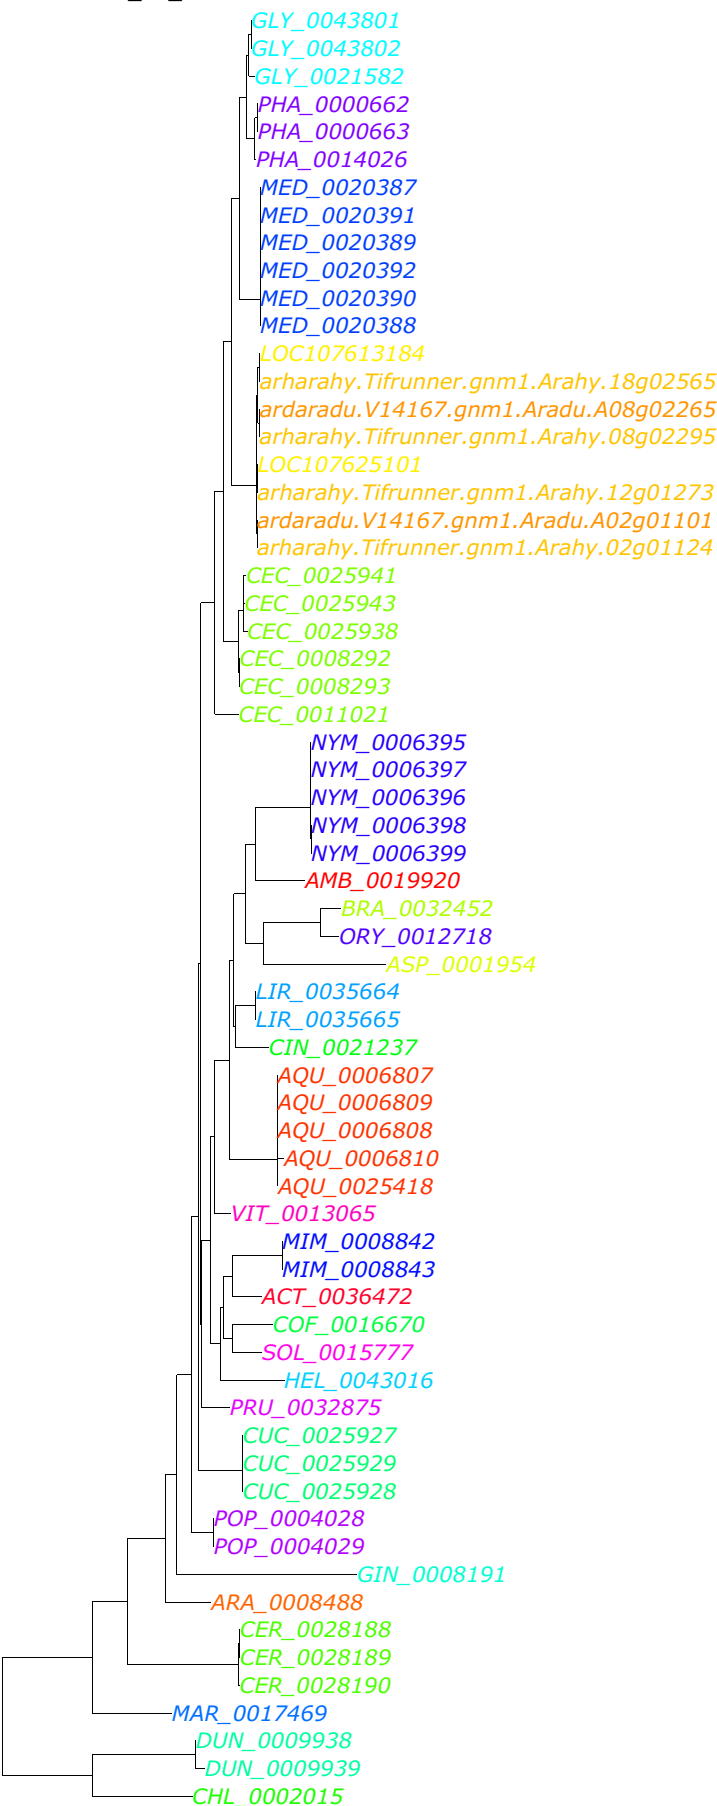 GLY_0043801
GLY_0043802
GLY_0021582
PHA_0000662
PHA_0000663
PHA_0014026
MED_0020387
MED_0020391
MED_0020389
MED_0020392
MED_0020390
MED_0020388
LOC107613184
arharahy.Tifrunner.gnm1.Arahy.18g02565
ardaradu.V14167.gnm1.Aradu.A08g02265
arharahy.Tifrunner.gnm1.Arahy.08g02295
LOC107625101
arharahy.Tifrunner.gnm1.Arahy.12g01273
ardaradu.V14167.gnm1.Aradu.A02g01101
arharahy.Tifrunner.gnm1.Arahy.02g01124
CEC_0025941
CEC_0025943
CEC_0025938
CEC_0008292
CEC_0008293
CEC_0011021
NYM_0006395
NYM_0006397
NYM_0006396
NYM_0006398
NYM_0006399
AMB_0019920
BRA_0032452
ORY_0012718
ASP_0001954
LIR_0035664
LIR_0035665
CIN_0021237
AQU_0006807
AQU_0006809
AQU_0006808
AQU_0006810
AQU_0025418
VIT_0013065
MIM_0008842
MIM_0008843
ACT_0036472
COF_0016670
SOL_0015777
HEL_0043016
PRU_0032875
CUC_0025927
CUC_0025929
CUC_0025928
POP_0004028
POP_0004029
GIN_0008191
ARA_0008488
CER_0028188
CER_0028189
CER_0028190
MAR_0017469
DUN_0009938
DUN_0009939
CHL_0002015